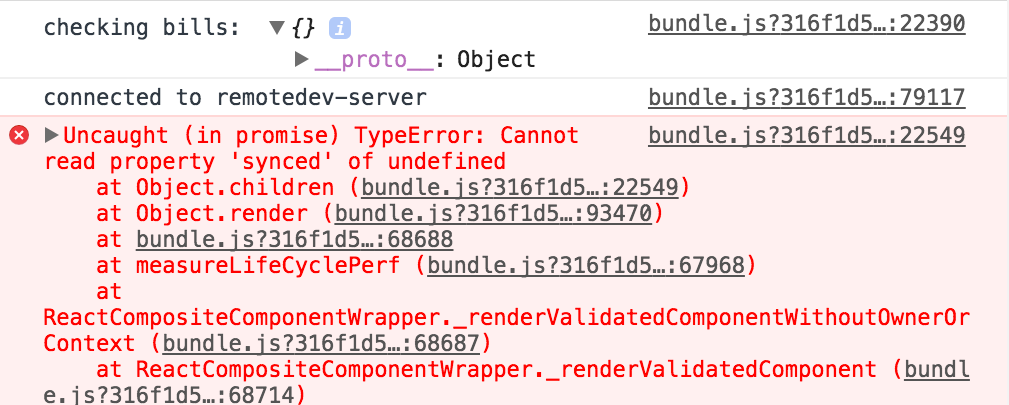 checking bills: ▼{} i bundle.js?316f1d5…:22390
▶__proto__: Object
connected to remotedev-server bundle.js?316f1d5…:79117
▶Uncaught (in promise) TypeError: Cannot bundle.js?316f1d5…:22549
read property 'synced' of undefined
at Object.children (bundle.js?316f1d5…:22549)
at Object.render (bundle.js?316f1d5…:93470)
at bundle.js?316f1d5…:68688
at measureLifeCyclePerf (bundle.js?316f1d5…:67968)
at
ReactCompositeComponentWrapper._renderValidatedComponentWithoutOwnerOr
Context (bundle.js?316f1d5…:68687)
at ReactCompositeComponentWrapper._renderValidatedComponent (bundl
e.js?316f1d5…:68714)